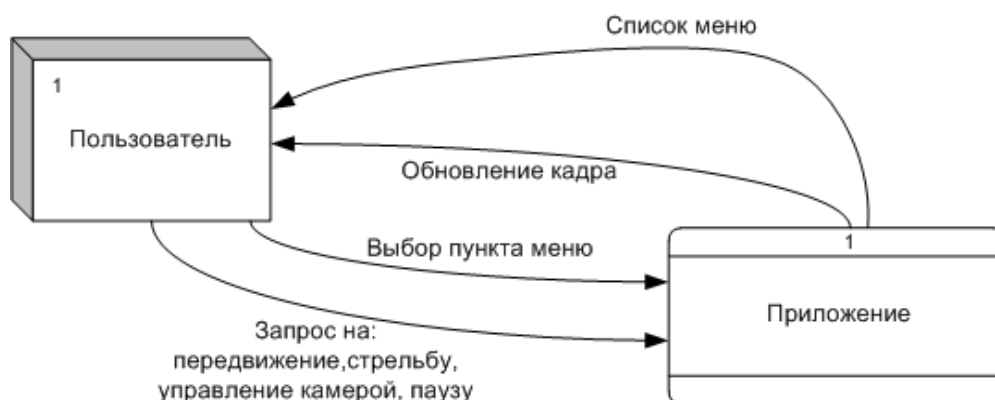 Список меню
1
Пользователь
Обновление кадра
Выбор пункта меню
1
Приложение
Запрос на:
передвижение,стрельбу,
управление камерой, паузу